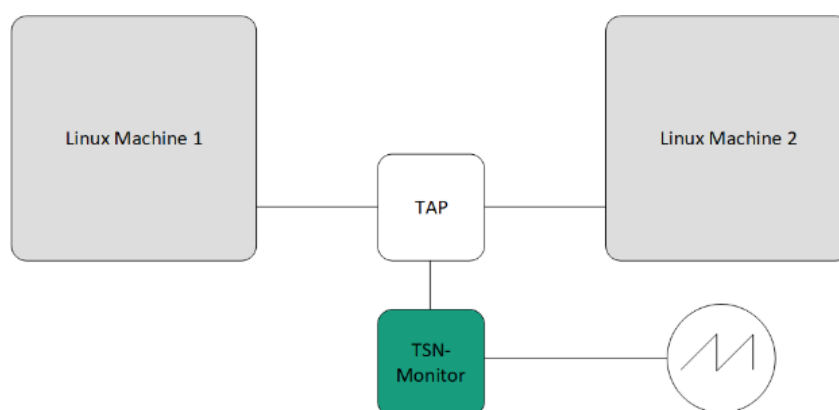 Linux Machine 1
Linux Machine 2
TAP
TSN-
Monitor